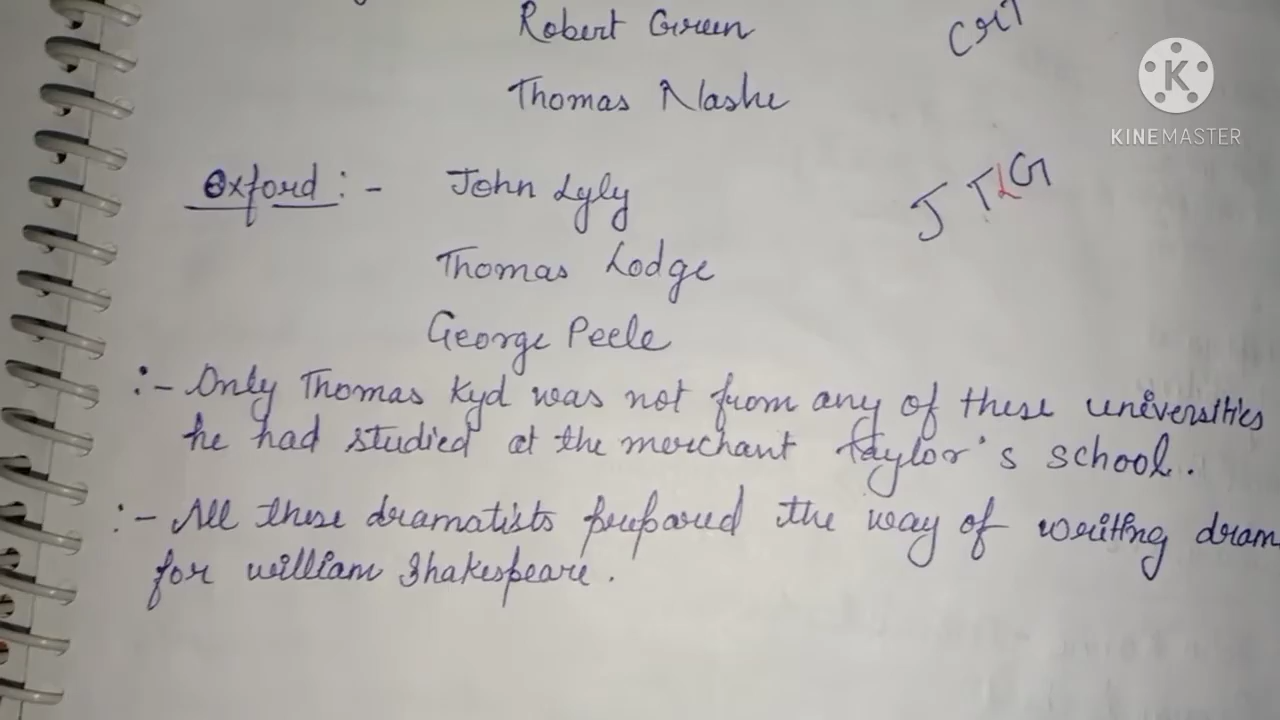 Robert Green
CRT
Thomas Nashe
KINEMASTER
Oxford :- John Lyly
J TLG
Thomas Lodge
George Peele
:- Only Thomas Kyd was not from any of these universities
he had studied at the merchant Taylor's school.
:- All these dramatists prepared the way of writing dram
for william Shakespeare.